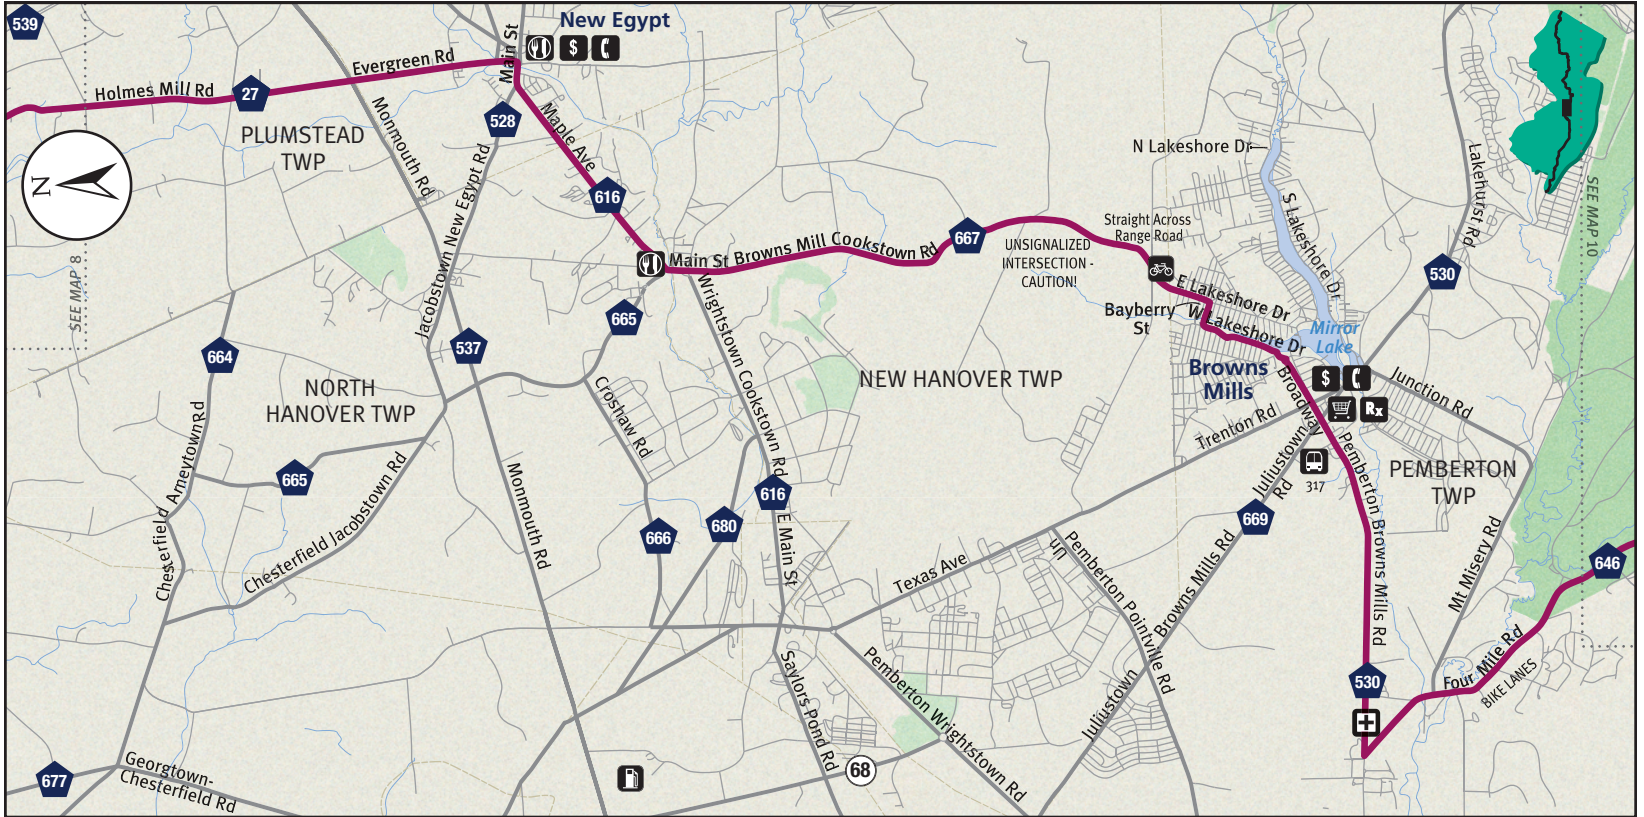 539
New Egypt
Main St
Evergreen Rd
Holmes Mill Rd
27
PLUMSTEAD
TWP
Monmouth Rd
528
Maple Ave
616
Jacobstown New Egypt Rd
N
SEE MAP 8
Main St
Browns Mill Cookstown Rd
667
UNSIGNALIZED
INTERSECTION -
CAUTION!
Straight Across
Range Road
N Lakeshore Dr
S Lakeshore Dr
Lakehurst Rd
SEE MAP 10
530
E Lakeshore Dr
Bayberry
St
W Lakeshore Dr
Mirror
Lake
Browns
Mills
$
$
Rx
Broadway
Junction Rd
Trenton Rd
Juliustown
Rd
317
PEMBERTON
TWP
NEW HANOVER TWP
665
664
537
NORTH
HANOVER TWP
Wrightstown Cookstown Rd
Croshaw Rd
Chesterfield Arneytown Rd
665
Chesterfield Jacobstown Rd
Monmouth Rd
666
680
616
E Main St
Texas Ave
Pemberton Pointville Rd
Ln
669
Juliustown Browns Mills Rd
Pemberton Browns Mills Rd
Mt Misery Rd
646
Four Mile Rd
BIKE LANES
530
Saylors Pond Rd
Pemberton Wrightstown Rd
68
677
Georgetown-
Chesterfield Rd